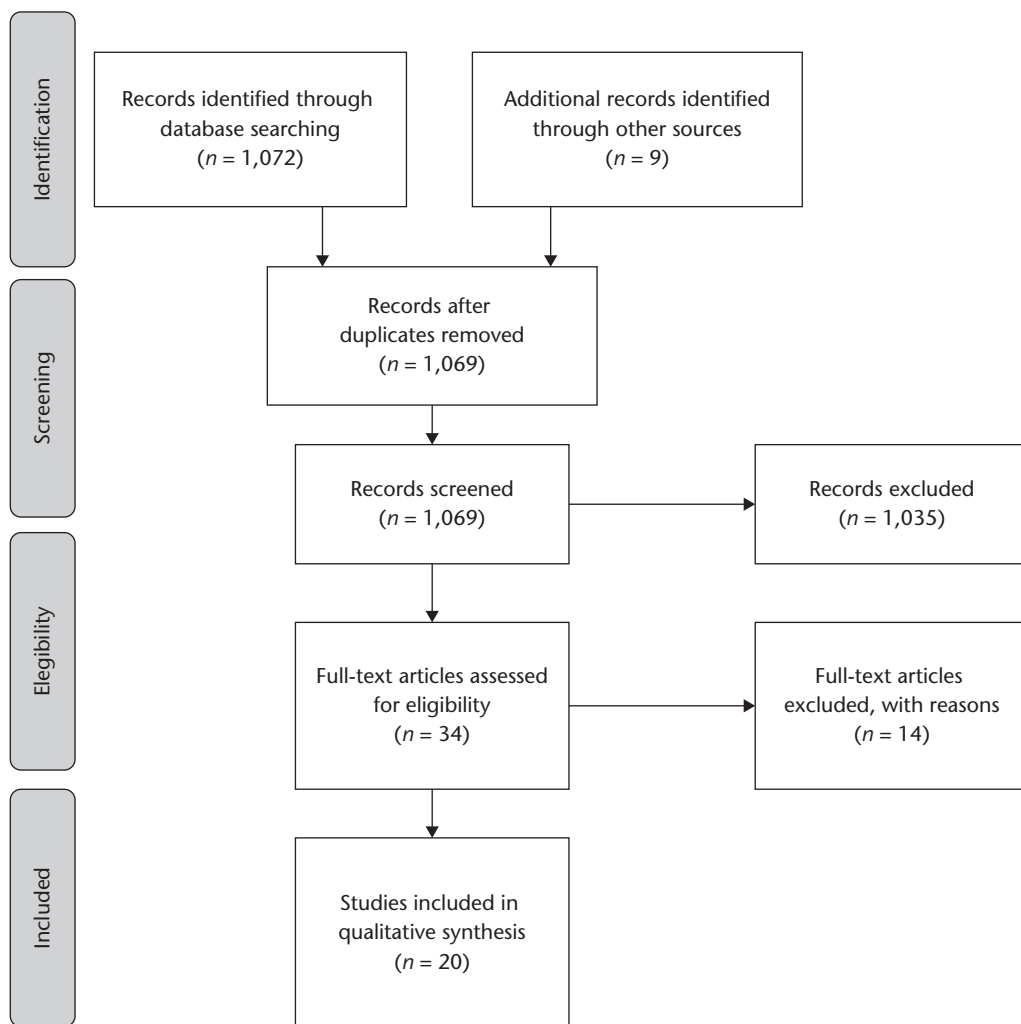 Identification
Records identified through
database searching
(n = 1,072)
Additional records identified
through other sources
(n = 9)
Screening
Records after
duplicates removed
(n = 1,069)
Records screened
(n = 1,069)
Records excluded
(n = 1,035)
Elegibility
Full-text articles assessed
for eligibility
(n = 34)
Full-text articles
excluded, with reasons
(n = 14)
Included
Studies included in
qualitative synthesis
(n = 20)